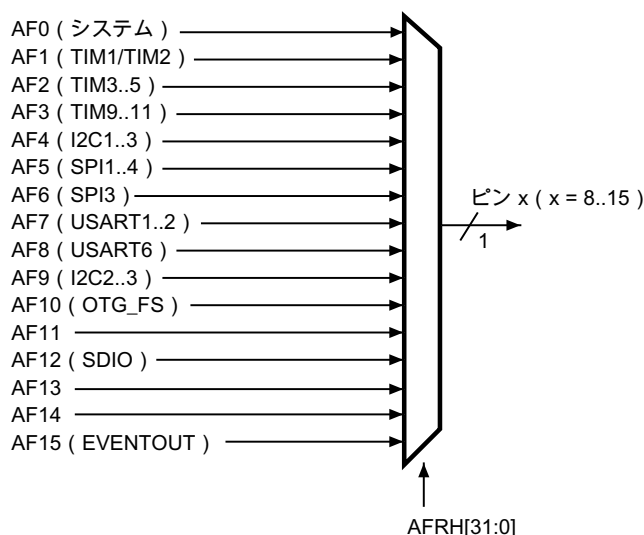 AF0 ( システム )
AF1 ( TIM1/TIM2 )
AF2 ( TIM3..5 )
AF3 ( TIM9..11 )
AF4 ( I2C1..3 )
AF5 ( SPI1..4 )
AF6 ( SPI3 )
AF7 ( USART1..2 )
AF8 ( USART6 )
AF9 ( I2C2..3 )
AF10 ( OTG_FS )
AF11
AF12 ( SDIO )
AF13
AF14
AF15 ( EVENTOUT )
ピン x ( x = 8..15 )
1
AFRH[31:0]